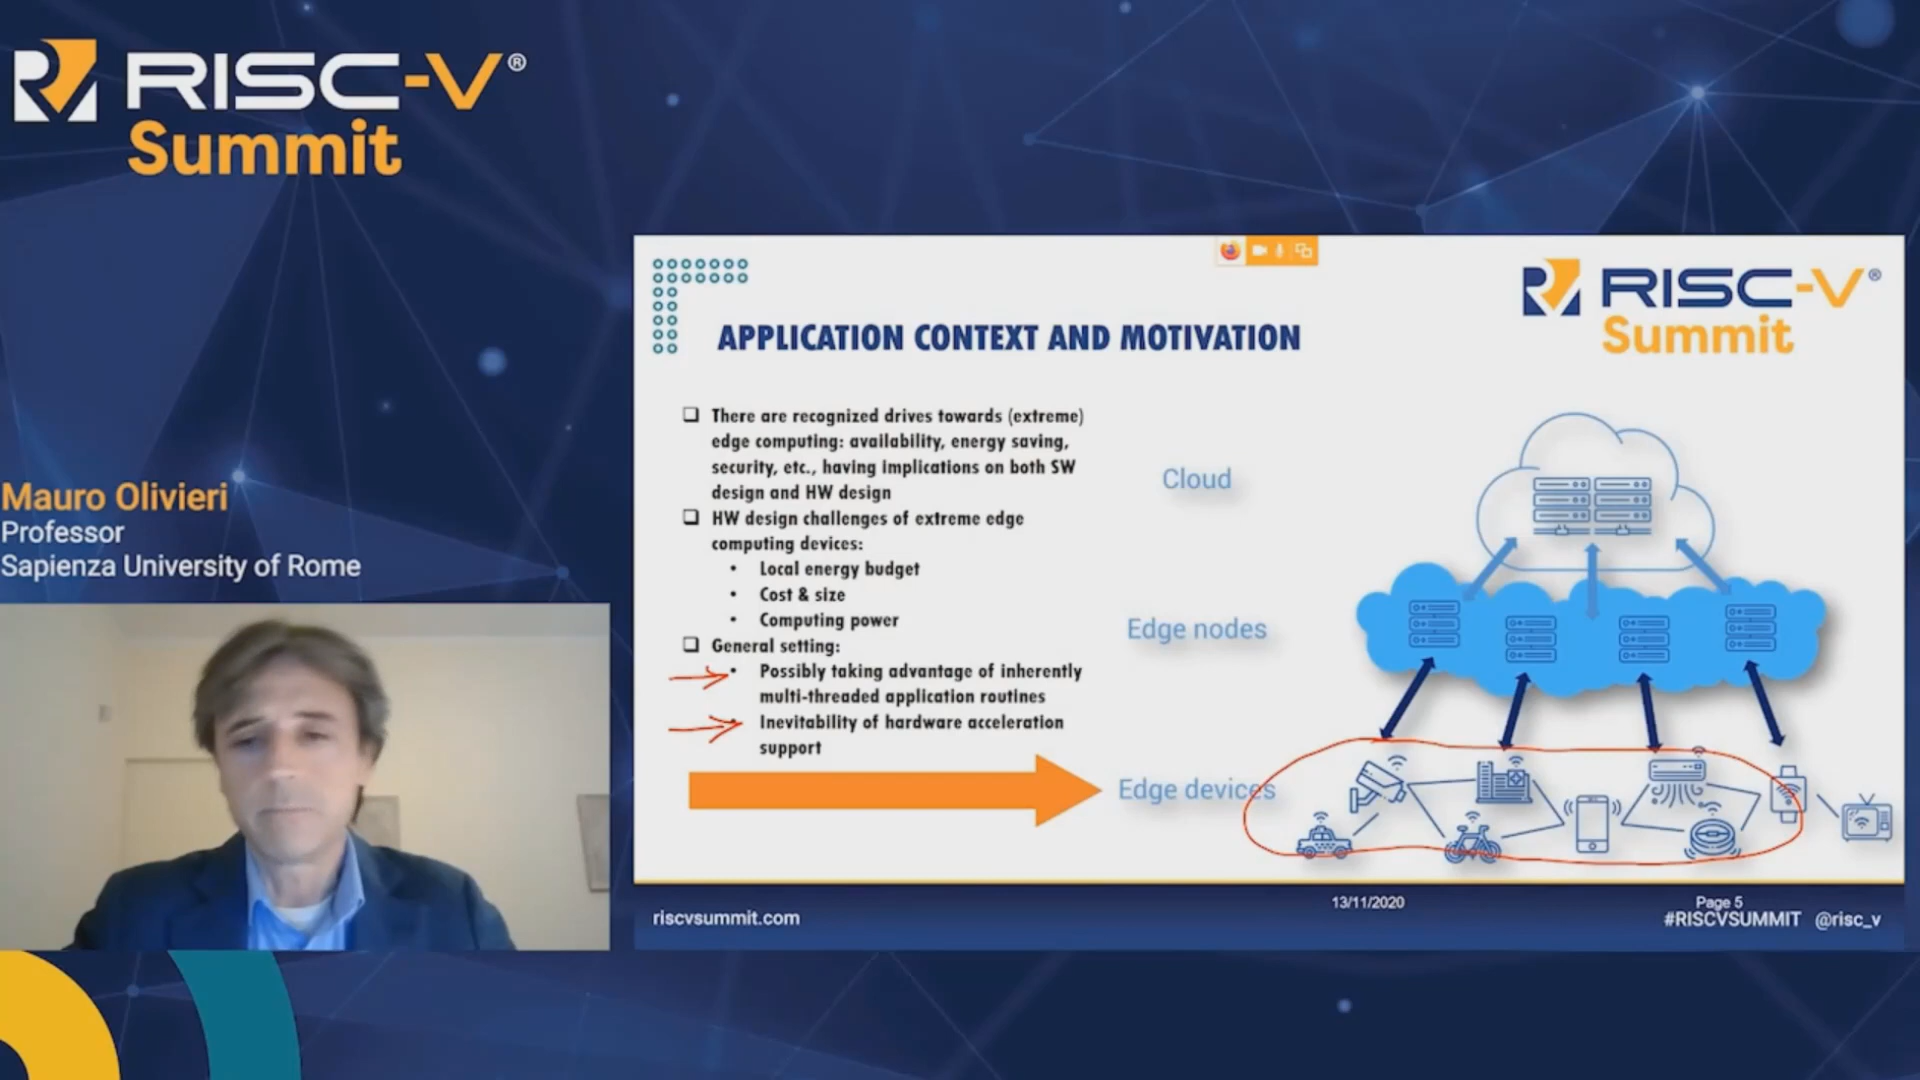 RISC-V®
Summit
Mauro Olivieri
Professor
Sapienza University of Rome
RISC-V®
Summit
APPLICATION CONTEXT AND MOTIVATION
There are recognized drives towards (extreme)
edge computing: availability, energy saving,
security, etc., having implications on both SW
design and HW design
HW design challenges of extreme edge
computing devices:
• Local energy budget
• Cost & size
• Computing power
General setting:
• Possibly taking advantage of inherently
multi-threaded application routines
• Inevitability of hardware acceleration
support
Cloud
Edge nodes
Edge devices
riscvsummit.com
13/11/2020
Page 5
#RISCVSUMMIT @risc_v